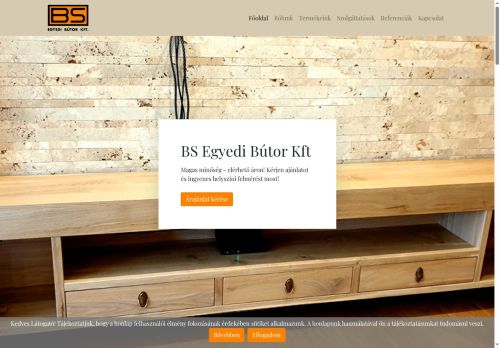 BS
EGYEDI BÚTOR KFT.
Főoldal Rólunk Termékeink Szolgáltatások Referenciák Kapcsolat
BS Egyedi Bútor Kft
Magas minőség - elérhető áron! Kérjen ajánlatot
és ingyenes helyszíni felmérést most!
Árajánlat kérése
Kedves Látogató! Tájékoztatjuk, hogy a honlap felhasználói élmény fokozásának érdekében sütiket alkalmazunk. A honlapunk használatával ön a tájékoztatásunkat tudomásul veszi.
Bővebben Elfogadom